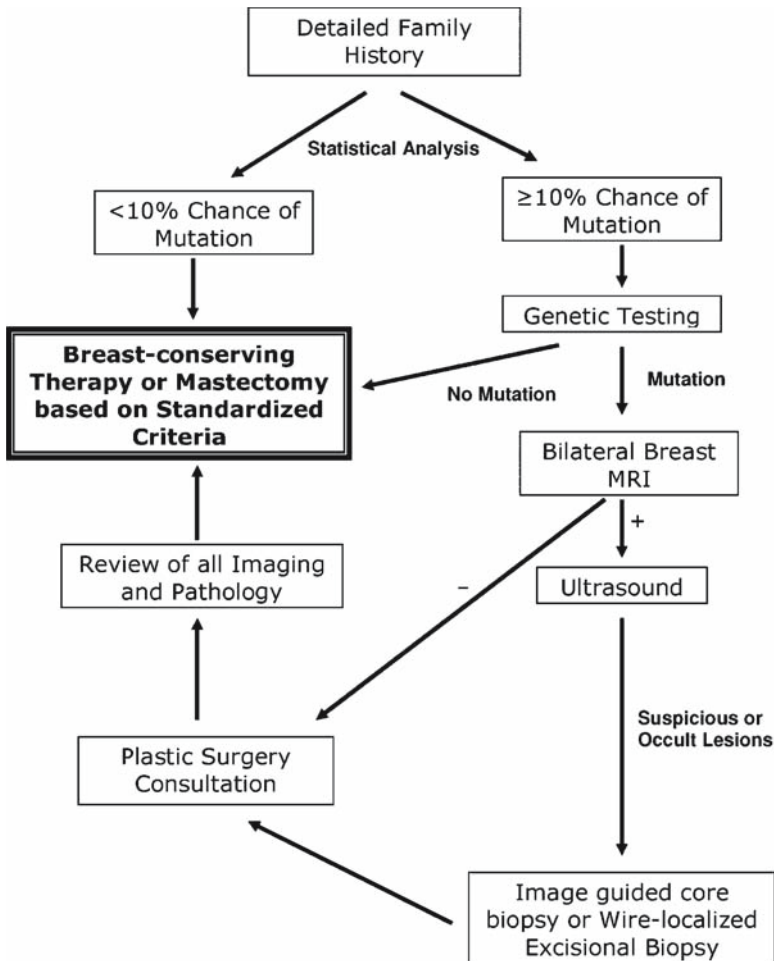 Detailed Family
History
Statistical Analysis
<10% Chance of
Mutation
≥10% Chance of
Mutation
Genetic Testing
Breast-conserving
Therapy or Mastectomy
based on Standardized
Criteria
No Mutation
Mutation
Bilateral Breast
MRI
+
–
Review of all Imaging
and Pathology
Ultrasound
Suspicious or
Occult Lesions
Plastic Surgery
Consultation
Image guided core
biopsy or Wire-localized
Excisional Biopsy